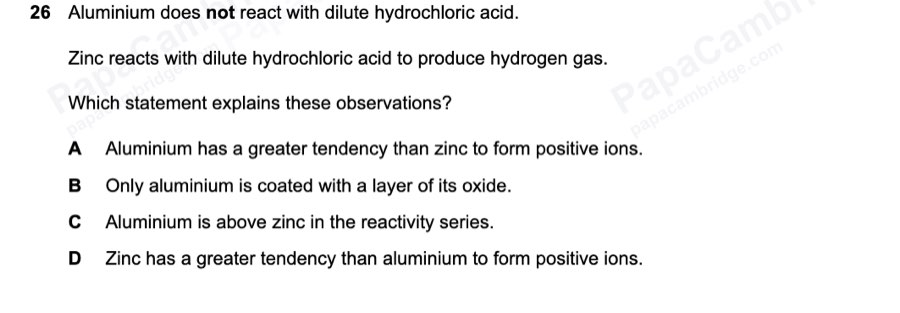 26 Aluminium does not react with dilute hydrochloric acid.
Zinc reacts with dilute hydrochloric acid to produce hydrogen gas.
Which statement explains these observations?
A Aluminium has a greater tendency than zinc to form positive ions.
B Only aluminium is coated with a layer of its oxide.
C Aluminium is above zinc in the reactivity series.
D Zinc has a greater tendency than aluminium to form positive ions.
PapaCambri
papacambridge.com